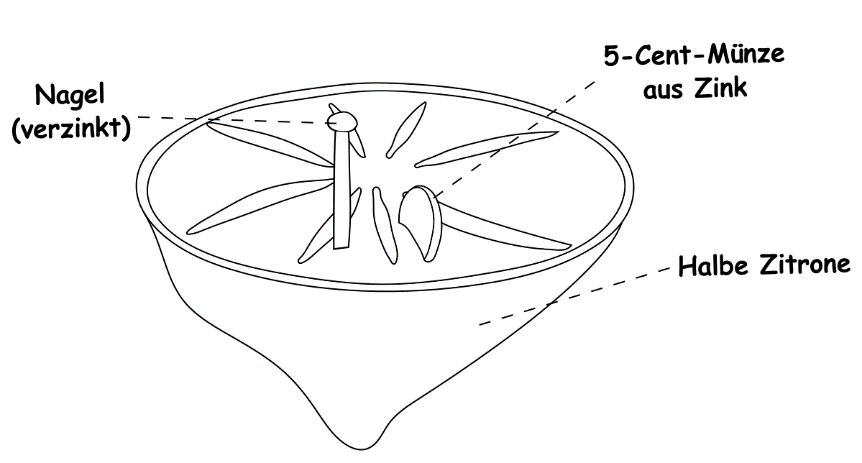 5-Cent-Münze
aus Zink
Nagel
(verzinkt)
Halbe Zitrone